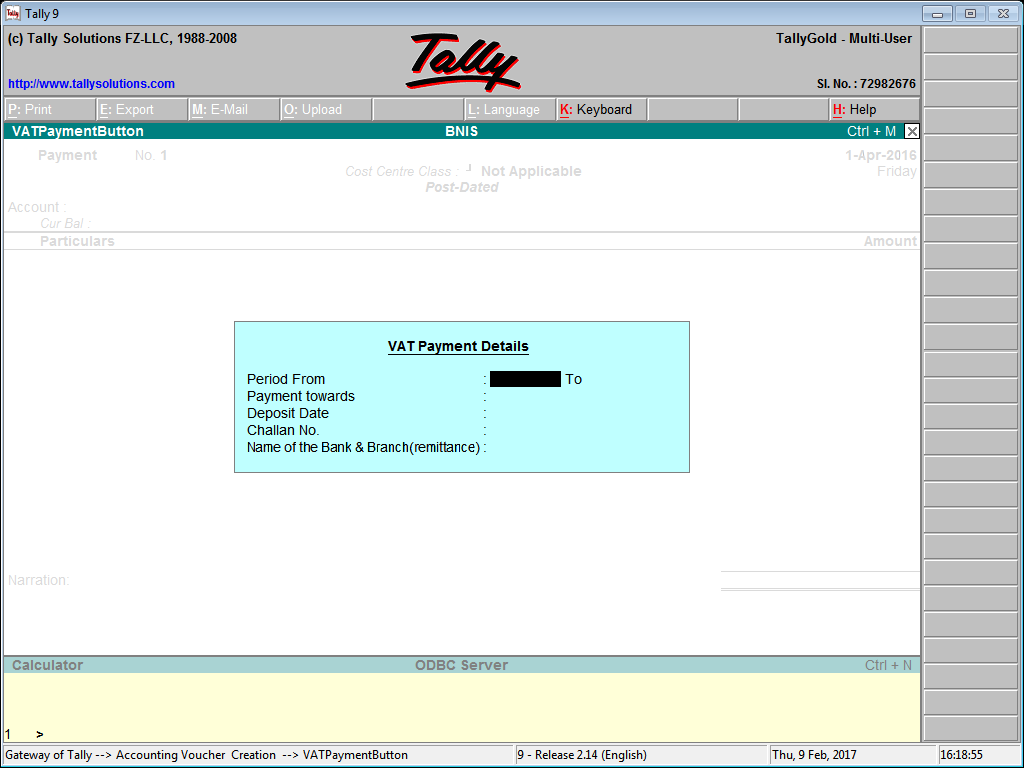 Tally 9
(c) Tally Solutions FZ-LLC, 1988-2008
Tally
TallyGold - Multi-User
http://www.tallysolutions.com
Sl. No. : 72982676
P: Print E: Export M: E-Mail O: Upload L: Language K: Keyboard H: Help
VATPaymentButton BNIS Ctrl + M
Payment No. 1 1-Apr-2016
Cost Centre Class : ┘ Not Applicable Friday
Post-Dated
Account :
Cur Bal :
Particulars Amount
VAT Payment Details
Period From : To
Payment towards :
Deposit Date :
Challan No. :
Name of the Bank & Branch(remittance) :
Narration:
Calculator ODBC Server Ctrl + N
1 >
Gateway of Tally --> Accounting Voucher Creation --> VATPaymentButton 9 - Release 2.14 (English) Thu, 9 Feb, 2017 16:18:55